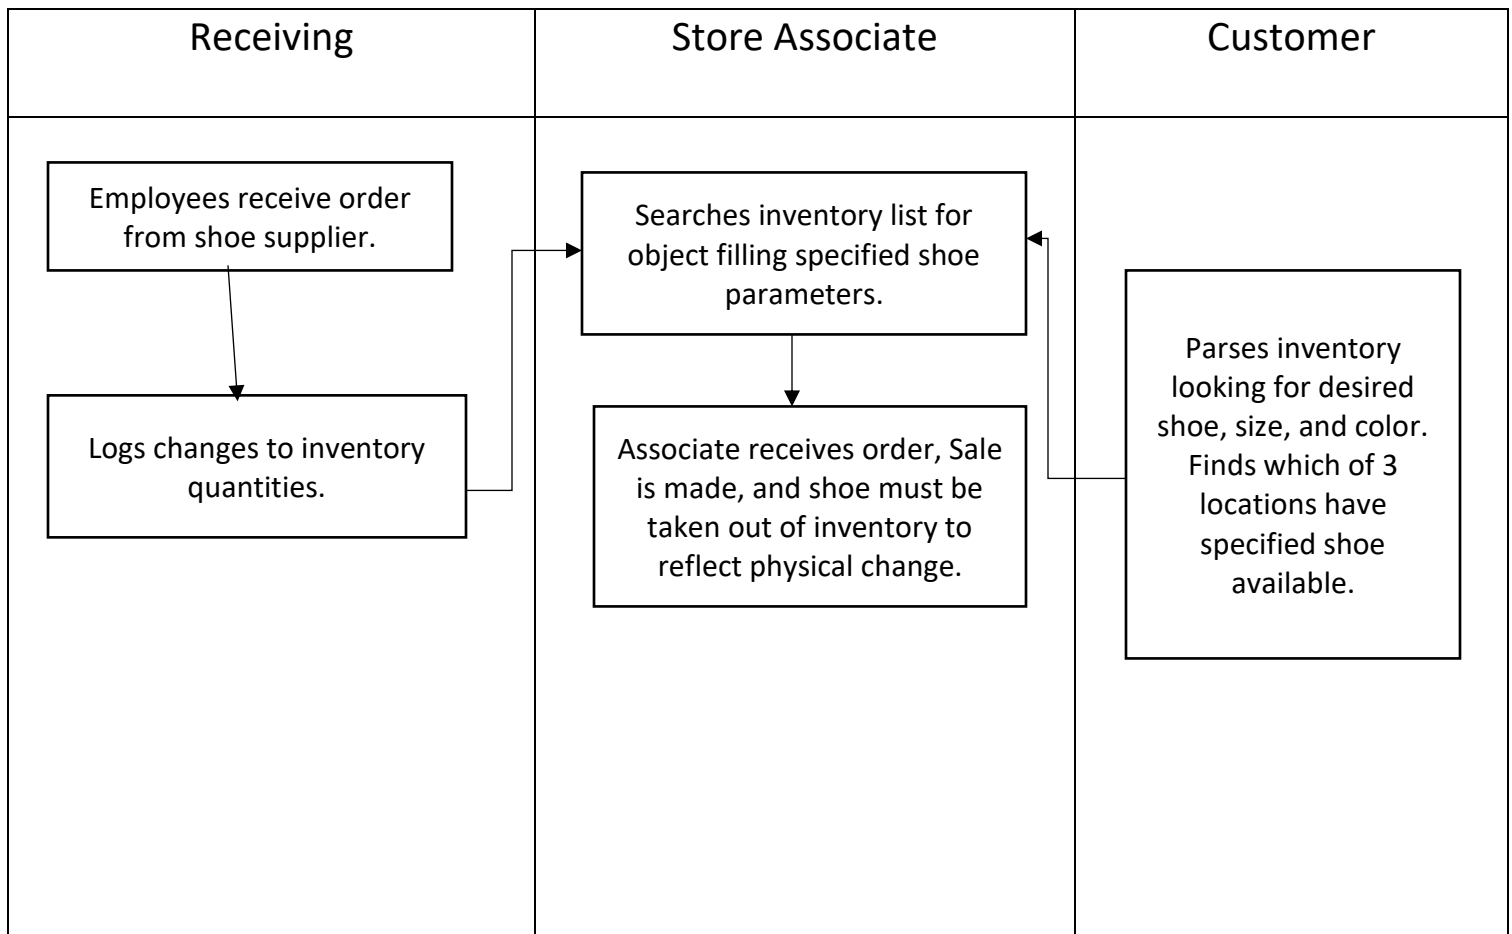 Receiving
Store Associate
Customer
Employees receive order
from shoe supplier.
Logs changes to inventory
quantities.
Searches inventory list for
object filling specified shoe
parameters.
Associate receives order, Sale
is made, and shoe must be
taken out of inventory to
reflect physical change.
Parses inventory
looking for desired
shoe, size, and color.
Finds which of 3
locations have
specified shoe
available.